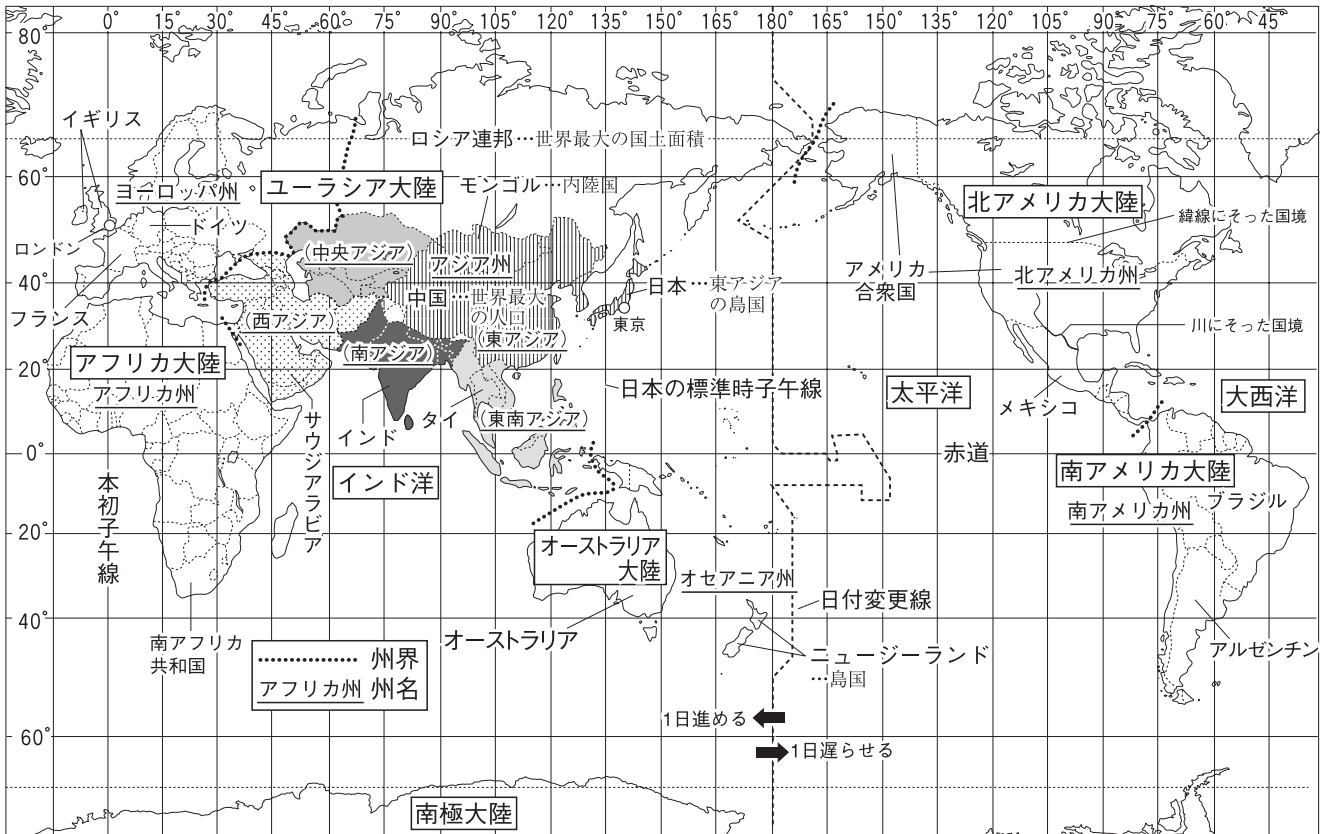 0° 15° 30° 45° 60° 75° 90° 105° 120° 135° 150° 165° 180° 165° 150° 135° 120° 105° 90° 75° 60° 45°
80°
イギリス
ロシア連邦…世界最大の国土面積
60°
ヨーロッパ州
ユーラシア大陸
モンゴル…内陸国
北アメリカ大陸
緯線にそった国境
ドイツ
ロンドン
(中央アジア)
アジア州
アメリカ
合衆国
北アメリカ州
40°
中国…世界最大
の人口
日本…東アジア
の島国
東京
フランス
(西アジア)
(東アジア)
川にそった国境
(南アジア)
アフリカ大陸
アフリカ州
20°
日本の標準時子午線
太平洋
大西洋
メキシコ
サウジアラビア
インド
タイ
(東南アジア)
0°
赤道
本初子午線
インド洋
南アメリカ大陸
南アメリカ州
ブラジル
20°
オーストラリア
大陸
オセアニア州
日付変更線
40°
南アフリカ
共和国
オーストラリア
ニュージーランド
…島国
アルゼンチン
州界
アフリカ州 州名
1日進める
60°
1日遅らせる
南極大陸